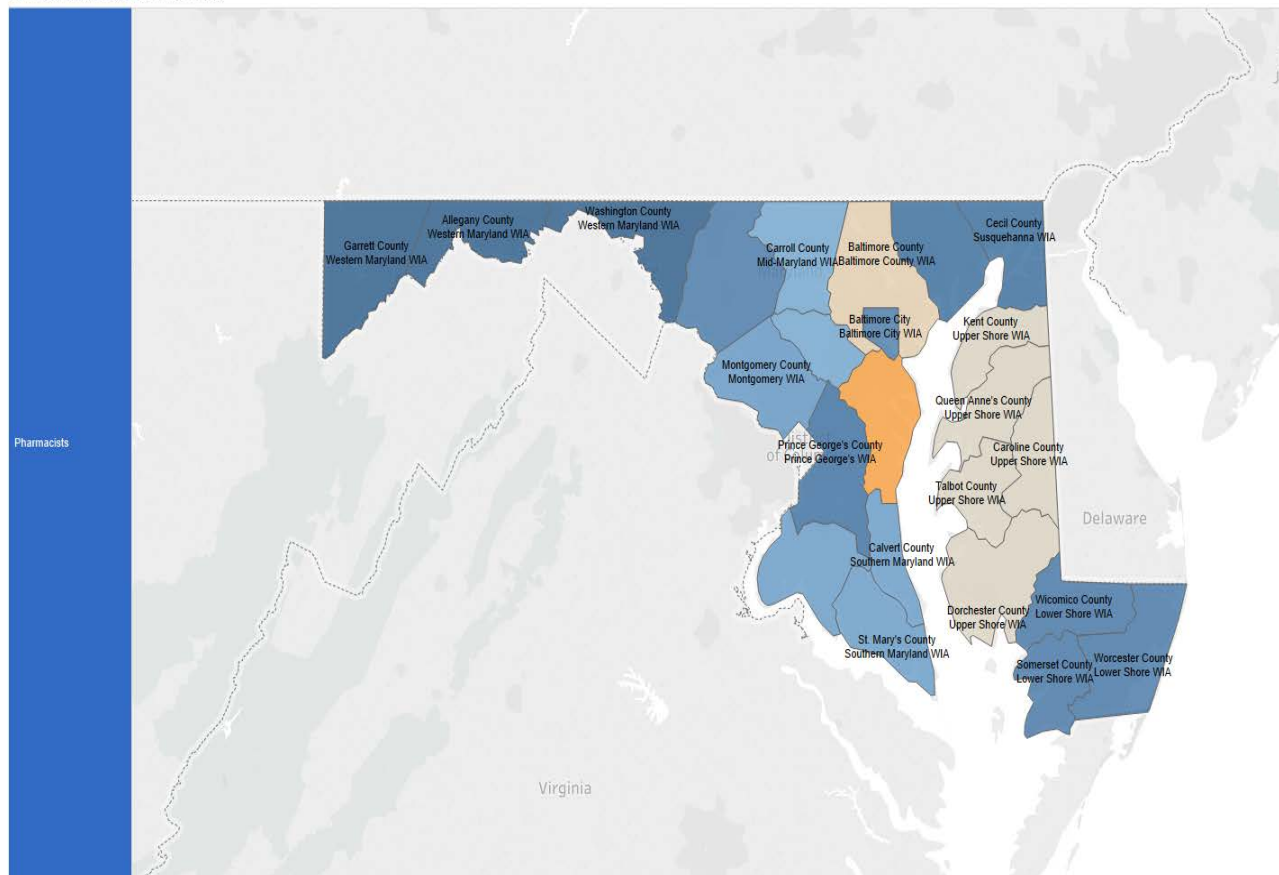 Pharmacists
Garrett County
Western Maryland WIA
Allegany County
Western Maryland WIA
Washington County
Western Maryland WIA
Carroll County
Mid-Maryland WIA
Baltimore County
Baltimore County WIA
Cecil County
Susquehanna WIA
Baltimore City
Baltimore City WIA
Kent County
Upper Shore WIA
Montgomery County
Montgomery WIA
Queen Anne's County
Upper Shore WIA
Prince George's County
Prince George's WIA
Caroline County
Upper Shore WIA
Talbot County
Upper Shore WIA
Delaware
Calvert County
Southern Maryland WIA
Wicomico County
Lower Shore WIA
Dorchester County
Upper Shore WIA
St. Mary's County
Southern Maryland WIA
Somerset County
Lower Shore WIA
Worcester County
Lower Shore WIA
Virginia